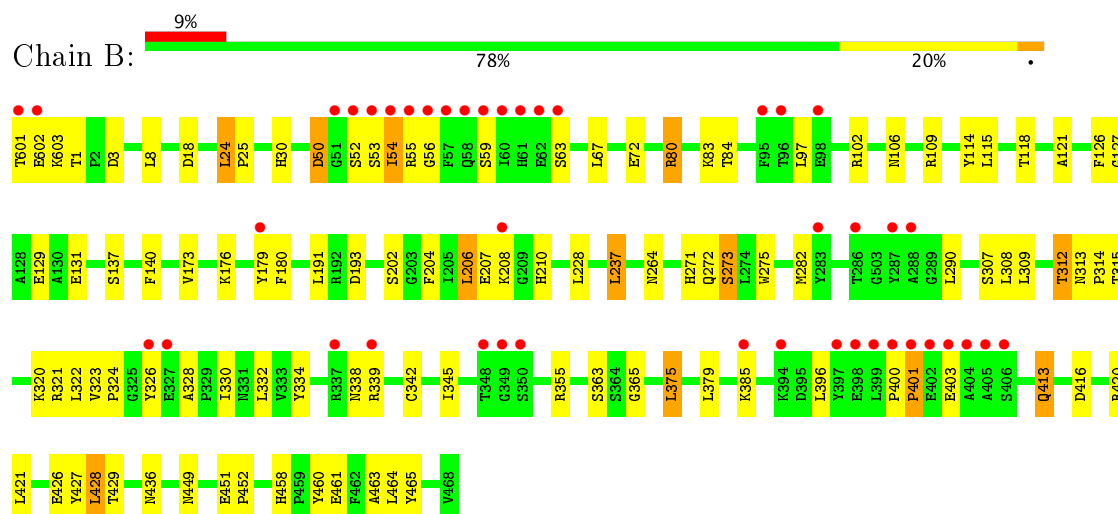 9%
Chain B:
78% 20% •
T601 E602 K603 T1 P2 D3 L8 D18 L24 P25 H30 D50 G51 S52 S53 I54 R55 G56 F57 Q58 S59 I60 H61 E62 S63 L67 E72 R80 K83 T84 F95 T96 L97 E98 R102 N106 R109 Y114 L115 T118 A121 F126 G127
A128 E129 A130 E131 S137 F140 V173 K176 Y179 F180 L191 R192 D193 S202 G203 F204 I205 L206 E207 K208 G209 H210 L228 L237 N264 H271 Q272 S273 L274 W275 M282 Y283 T286 G503 Y287 A288 G289 L290 S307 L308 L309 T312 N313 P314 T315
K320 R321 L322 V323 P324 G325 Y326 E327 A328 P329 I330 N331 L332 V333 Y334 R337 N338 R339 C342 I345 T348 G349 S350 R355 S363 S364 G365 L375 L379 K385 K394 D395 L396 Y397 E398 L399 P400 P401 E402 E403 A404 A405 S406 Q413 D416 R420
L421 E426 Y427 L428 T429 N436 N449 E451 P452 H458 P459 Y460 E461 F462 A463 L464 Y465 V468